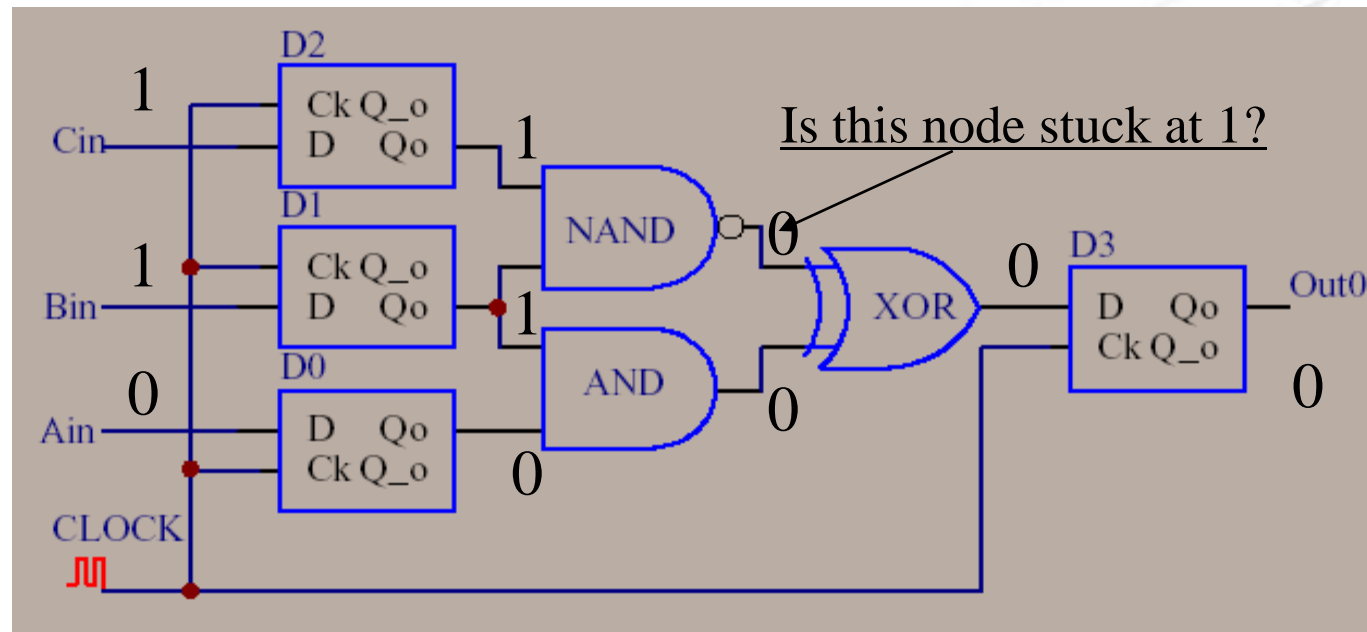 D2
1
Ck Q_o
Cin
D Qo
1
Is this node stuck at 1?
D1
NAND
0
1
Ck Q_o
Bin
D Qo
1
XOR
0
D3
D Qo
Ck Q_o
Out0
0
D0
0
AND
0
Ain
D Qo
Ck Q_o
0
CLOCK